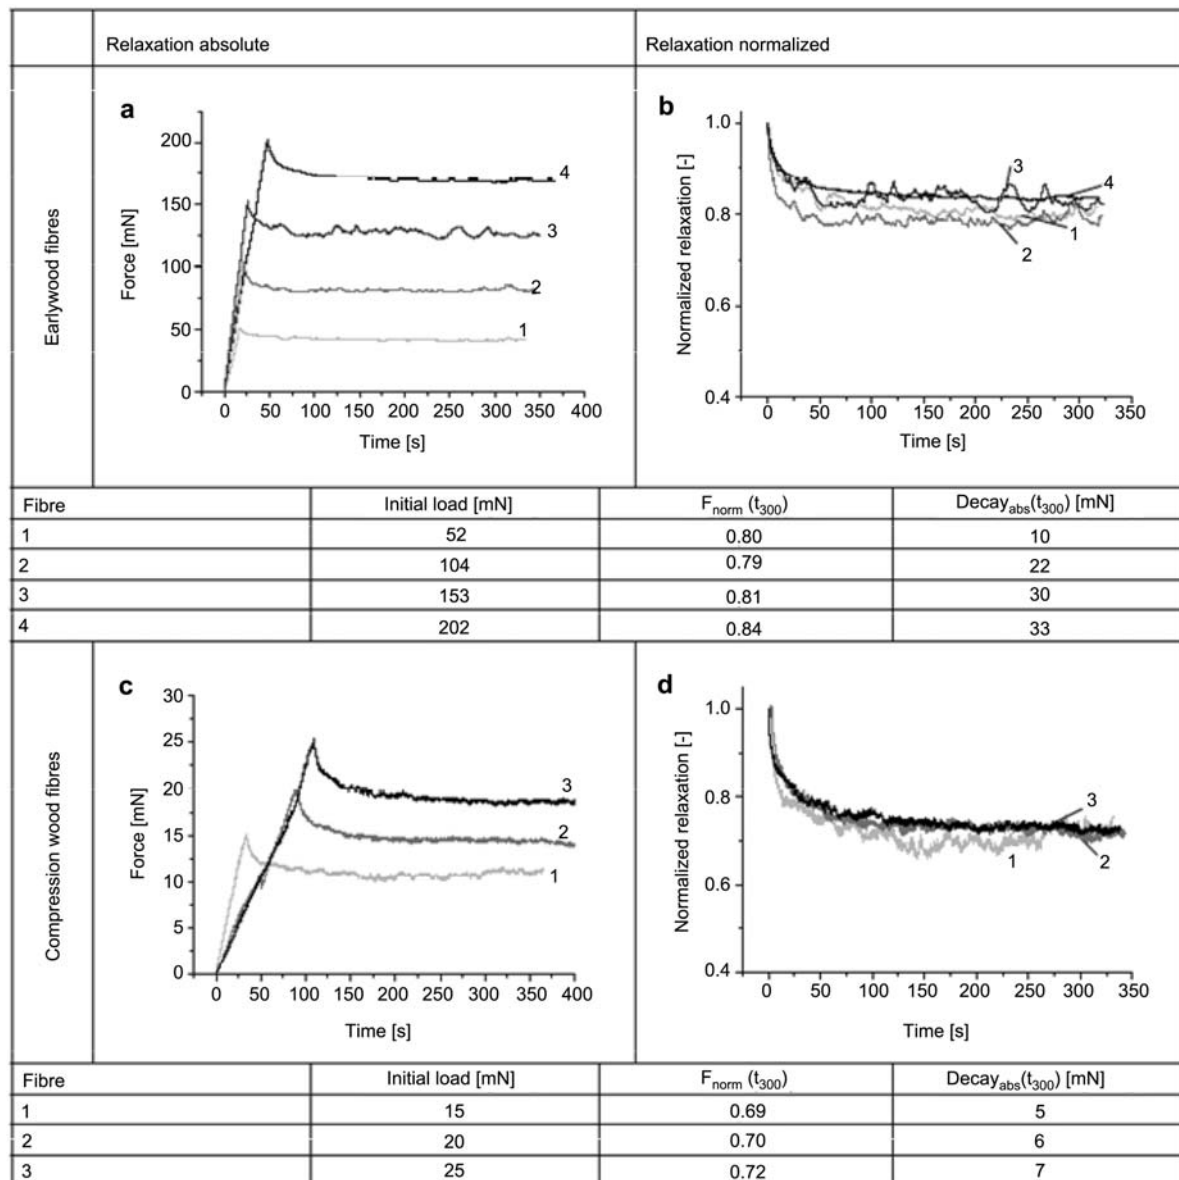 Relaxation absolute
Relaxation normalized
Earlywood fibres
a
200
150
100
50
0
Force [mN]
4
3
2
1
0 50 100 150 200 250 300 350 400
Time [s]
b
1.0
0.8
0.6
0.4
Normalized relaxation [-]
3
4
1
2
0 50 100 150 200 250 300 350
Time [s]
Fibre Initial load [mN] Fnorm (t300) Decayabs(t300) [mN]
1 52 0.80 10
2 104 0.79 22
3 153 0.81 30
4 202 0.84 33
Compression wood fibres
c
30
25
20
15
10
5
0
Force [mN]
3
2
1
0 50 100 150 200 250 300 350 400
Time [s]
d
1.0
0.8
0.6
0.4
Normalized relaxation [-]
3
1
2
0 50 100 150 200 250 300 350
Time [s]
Fibre Initial load [mN] Fnorm (t300) Decayabs(t300) [mN]
1 15 0.69 5
2 20 0.70 6
3 25 0.72 7